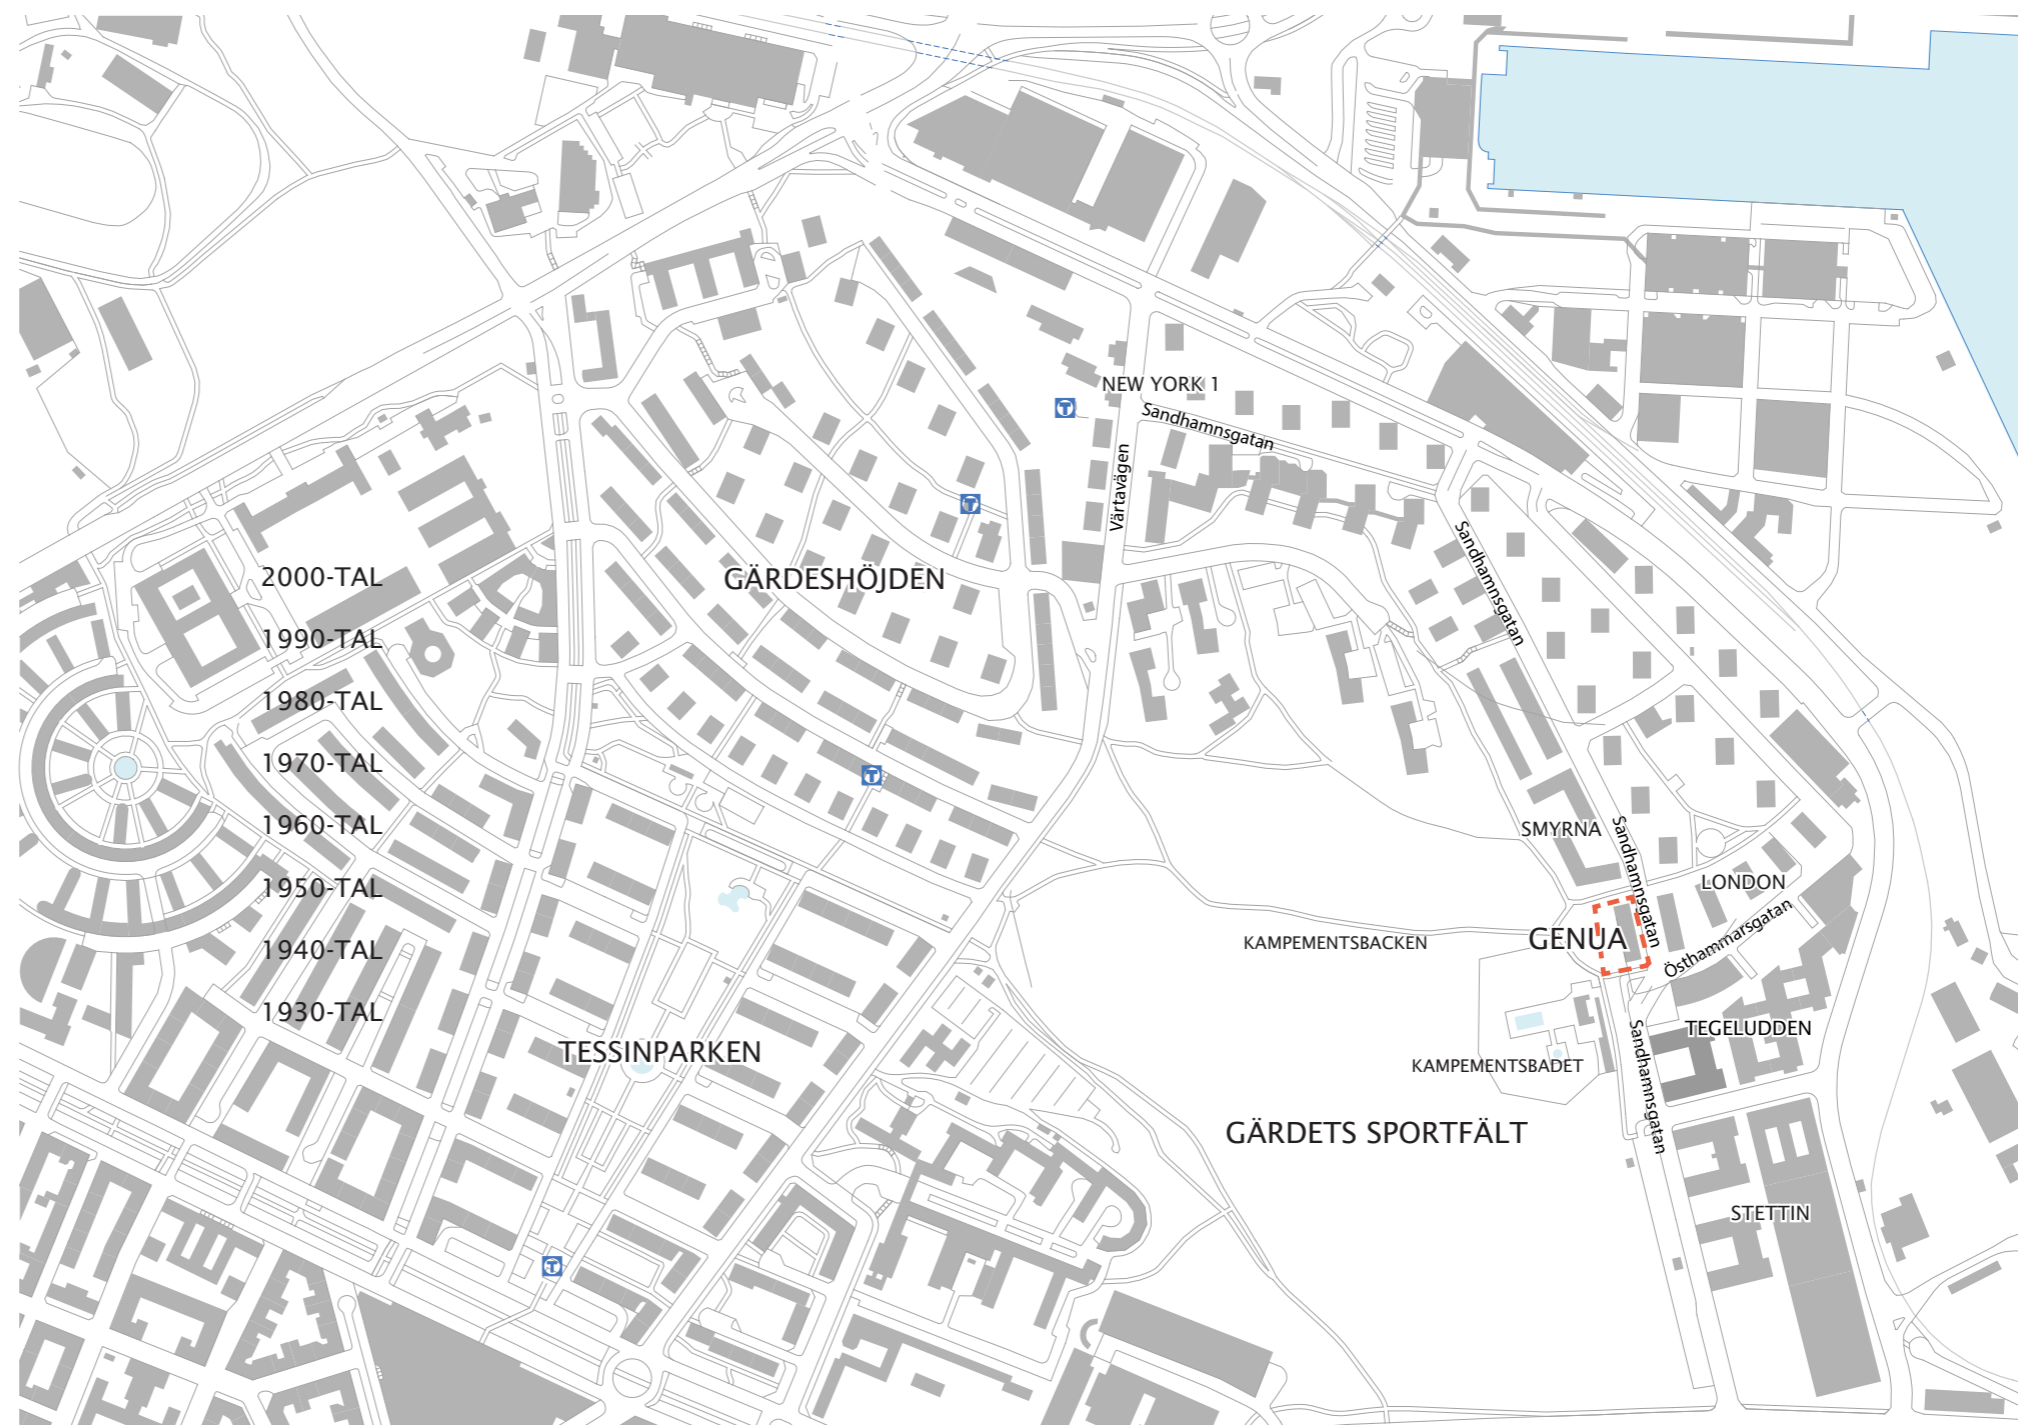 NEW YORK 1
Sandhamnsgatan
Värtavägen
Sandhamnsgatan
2000-TAL
GÄRDESHÖJDEN
1990-TAL
1980-TAL
1970-TAL
1960-TAL
SMYRNA
Sandhamnsgatan
1950-TAL
LONDON
1940-TAL
KAMPEMENTSBACKEN
GENUA
Östhammarsgatan
1930-TAL
TESSINPARKEN
TEGELUDDEN
KAMPEMENTSBADET
Sandhamnsgatan
GÄRDETS SPORTFÄLT
STETTIN
T
T
T
T